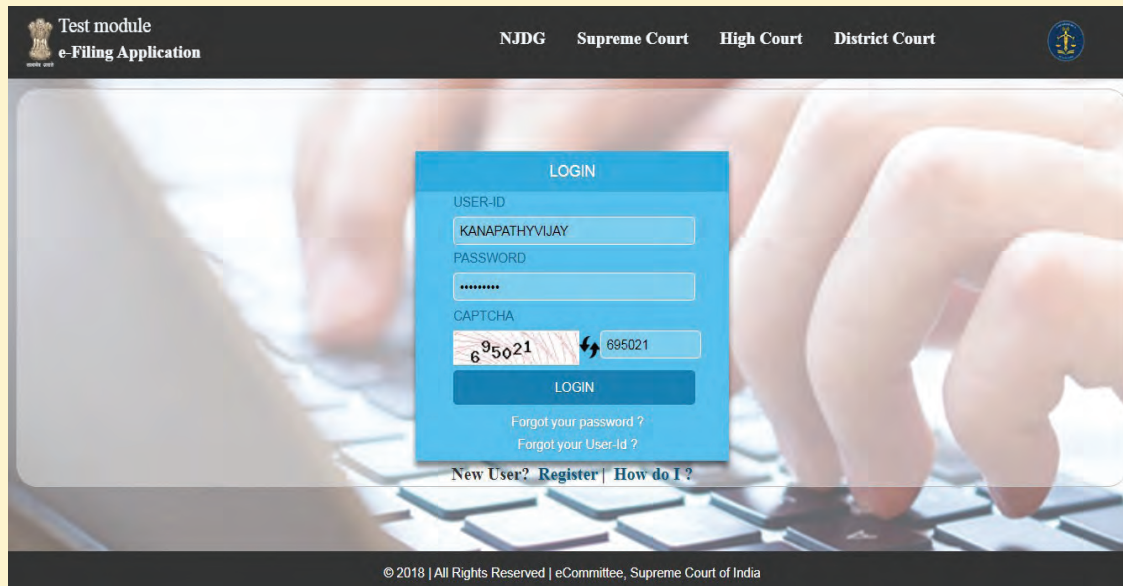 Test module
e-Filing Application
NJDG Supreme Court High Court District Court
LOGIN
USER-ID
KANAPATHYVIJAY
PASSWORD
•••••••••
CAPTCHA
695021 695021
LOGIN
Forgot your password ?
Forgot your User-Id ?
New User? Register | How do I ?
© 2018 | All Rights Reserved | eCommittee, Supreme Court of India